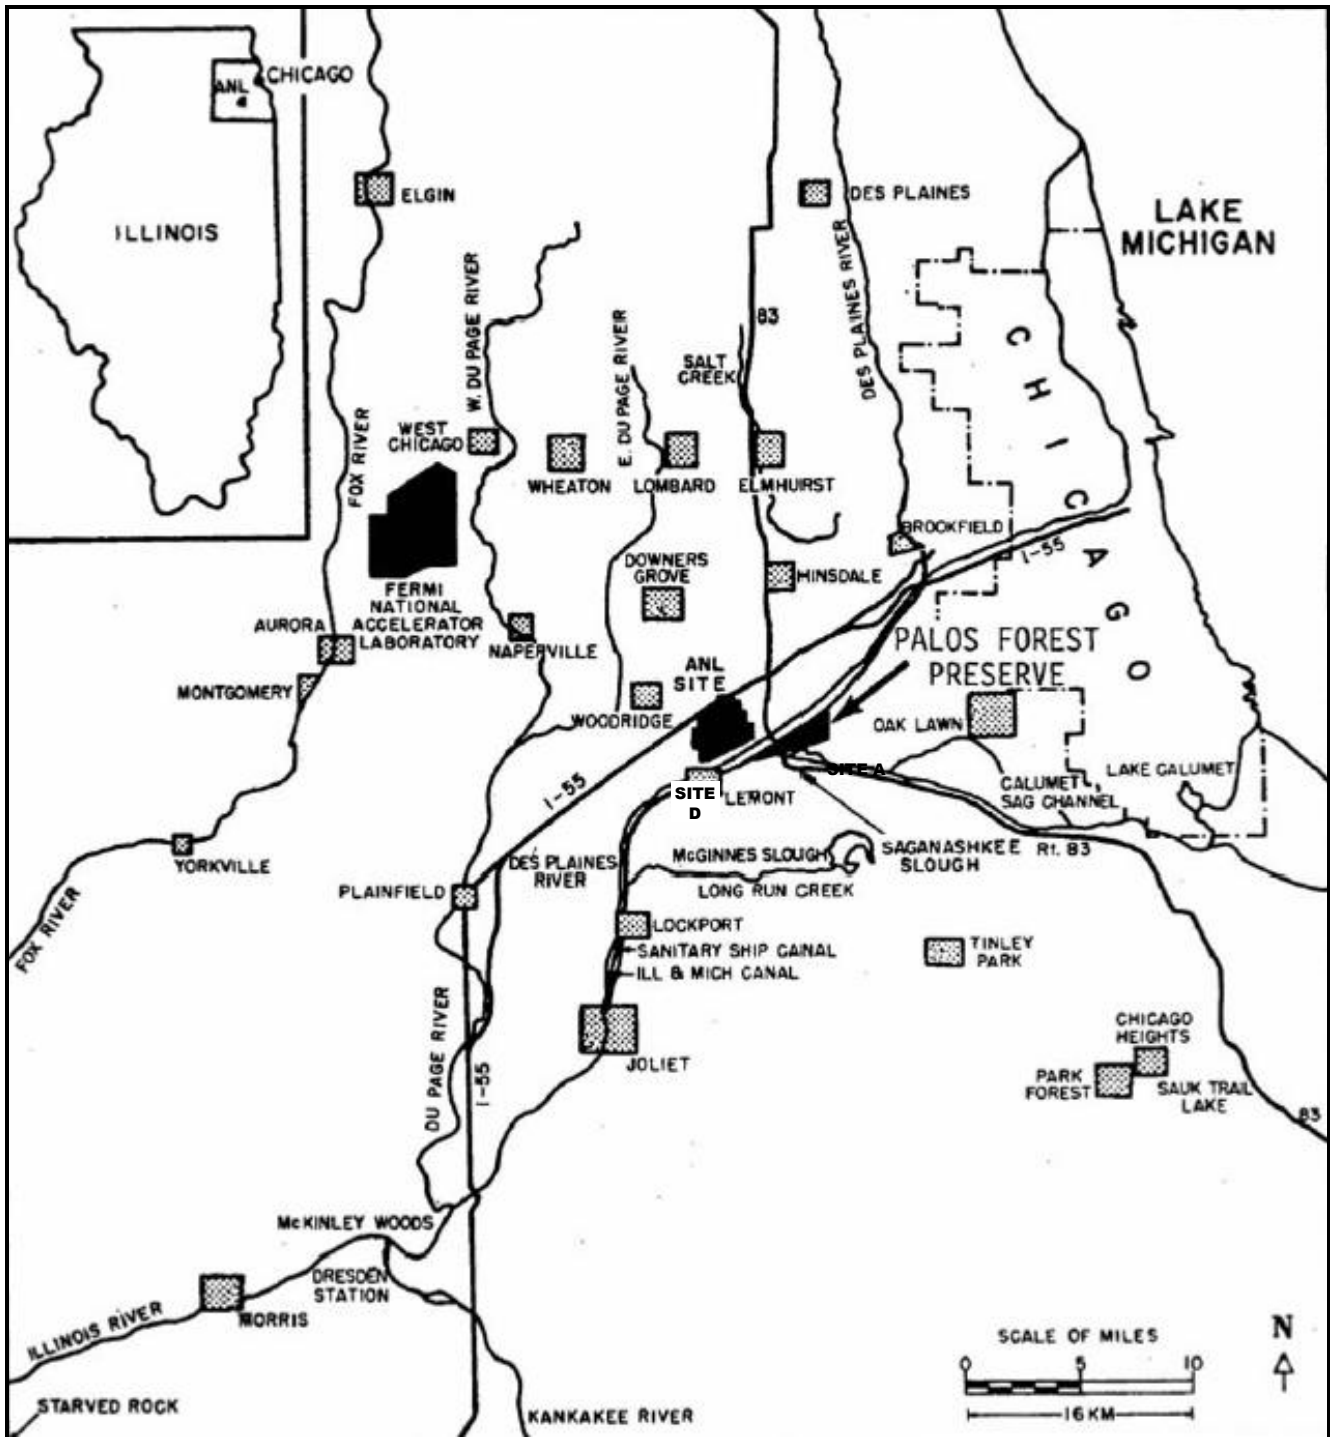 CHICAGO
ANL
ILLINOIS
ELGIN
DES PLAINES
LAKE
MICHIGAN
W. DU PAGE RIVER
E. DU PAGE RIVER
DES PLAINES RIVER
83
SALT
CREEK
CHICAGO
FOX RIVER
WEST
CHICAGO
WHEATON
LOMBARD
ELMHURST
BROOKFIELD
I-55
DOWNERS
GROVE
HINSDALE
FERMI
NATIONAL
ACCELERATOR
LABORATORY
AURORA
NAPERVILLE
PALOS FOREST
PRESERVE
ANL
SITE
MONTGOMERY
WOODRIDGE
OAK LAWN
SITE A
LAKE CALUMET
CALUMET
SAG CHANNEL
I-55
SITE
D
LEMONT
Rt. 83
SAGANASHKEE
SLOUGH
McGINNES SLOUGH
YORKVILLE
DES PLAINES
RIVER
LONG RUN CREEK
PLAINFIELD
FOX RIVER
LOCKPORT
SANITARY SHIP CANAL
ILL & MICH CANAL
TINLEY
PARK
DU PAGE RIVER
I-55
JOLIET
CHICAGO
HEIGHTS
PARK
FOREST
SAUK TRAIL
LAKE
83
McKINLEY WOODS
DRESDEN
STATION
MORRIS
ILLINOIS RIVER
STARVED ROCK
KANKAKEE RIVER
SCALE OF MILES
0 5 10
16 KM
N